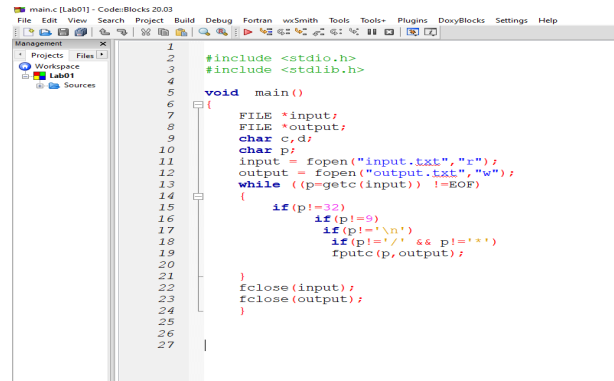 main.c [Lab01] - Code::Blocks 20.03
File Edit View Search Project Build Debug Fortran wxSmith Tools Tools+ Plugins DoxyBlocks Settings Help
Management
Projects Files
Workspace
Lab01
Sources
1
2 #include <stdio.h>
3 #include <stdlib.h>
4
5 void main()
6 {
7 FILE *input;
8 FILE *output;
9 char c,d;
10 char p;
11 input = fopen("input.txt","r");
12 output = fopen("output.txt","w");
13 while ((p=getc(input)) !=EOF)
14 {
15 if(p!=32)
16 if(p!=9)
17 if(p!='\n')
18 if(p!='/' && p!='*')
19 fputc(p,output);
20
21 }
22 fclose(input);
23 fclose(output);
24 }
25
26
27